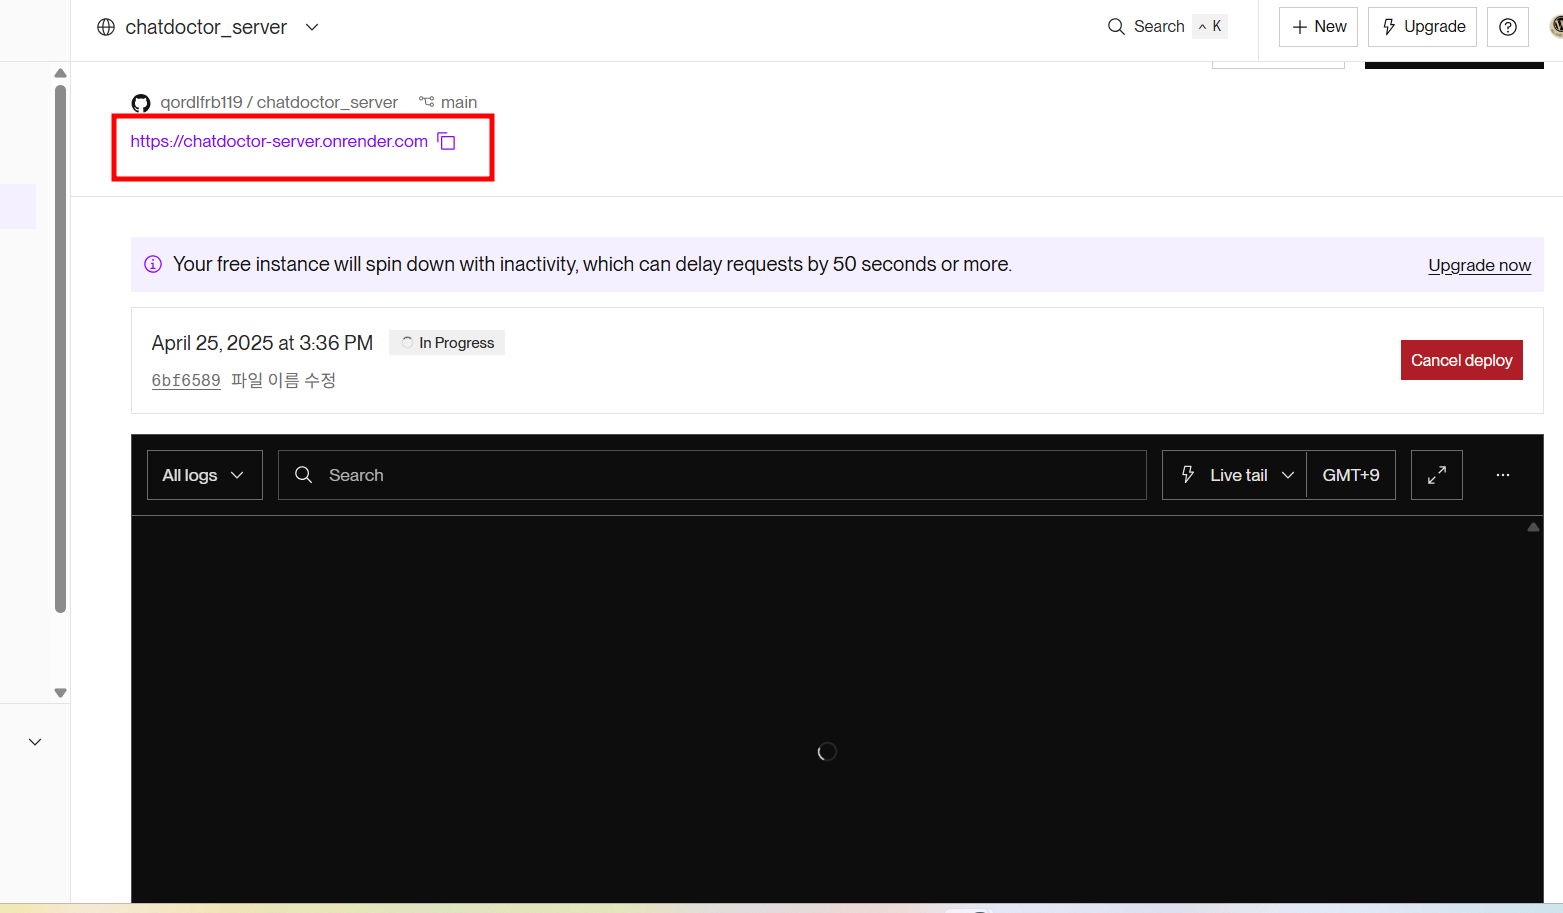 chatdoctor_server
Search ^ K
+ New
Upgrade
qordlfrb119 / chatdoctor_server main
https://chatdoctor-server.onrender.com
Your free instance will spin down with inactivity, which can delay requests by 50 seconds or more.
Upgrade now
April 25, 2025 at 3:36 PM In Progress
6bf6589 파일 이름 수정
Cancel deploy
All logs
Search
Live tail
GMT+9